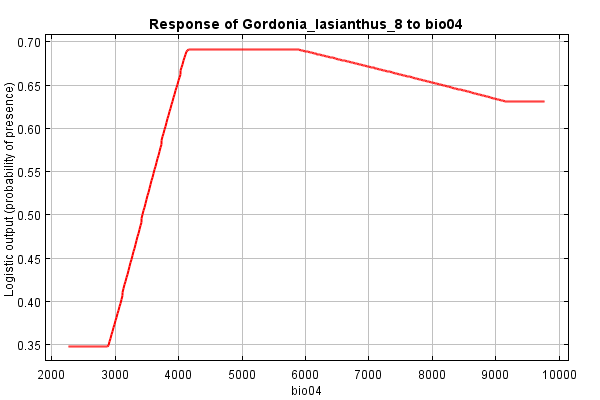 Response of Gordonia_lasianthus_8 to bio04
Logistic output (probability of presence)
0.70
0.65
0.60
0.55
0.50
0.45
0.40
0.35
2000 3000 4000 5000 6000 7000 8000 9000 10000
bio04